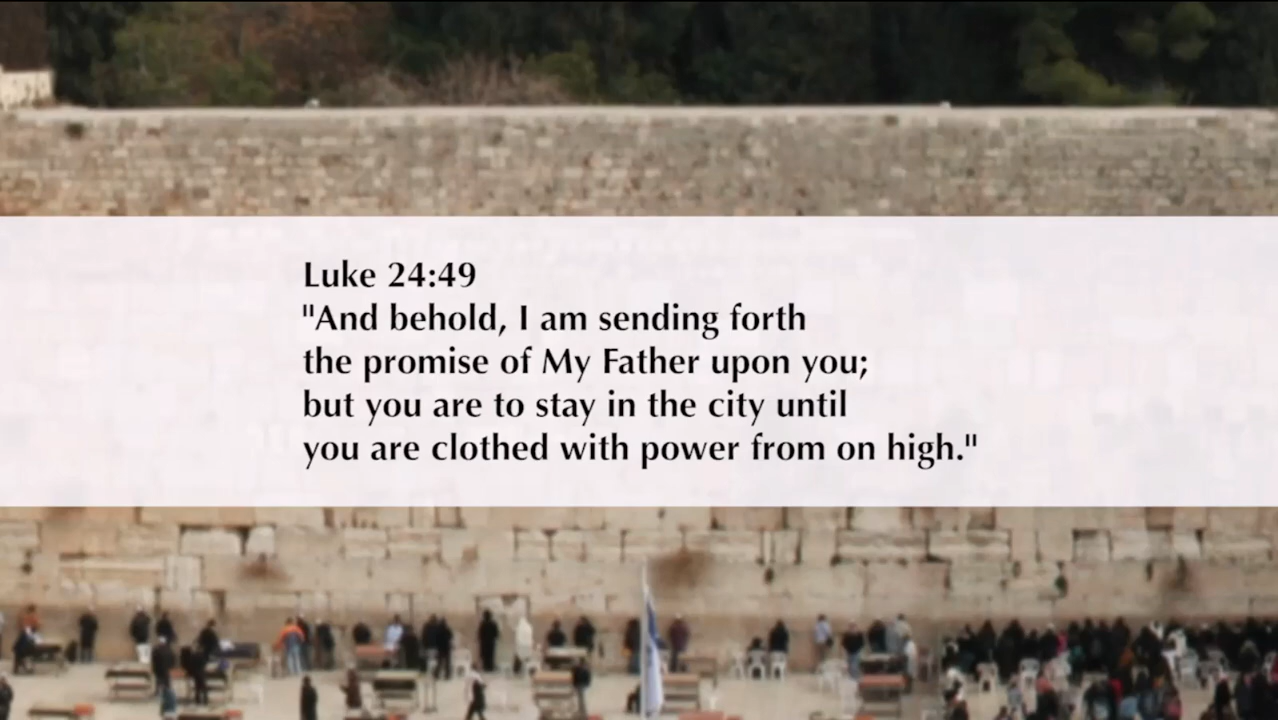 Luke 24:49
"And behold, I am sending forth
the promise of My Father upon you;
but you are to stay in the city until
you are clothed with power from on high."